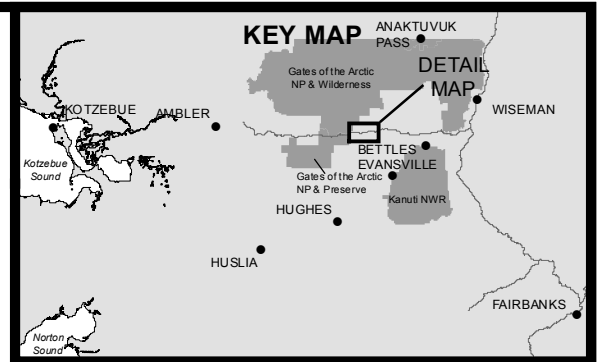 KEY MAP
ANAKTUVUK
PASS
Gates of the Arctic
NP & Wilderness
DETAIL
MAP
WISEMAN
KOTZEBUE
AMBLER
Kotzebue
Sound
BETTLES
EVANSVILLE
Gates of the Arctic
NP & Preserve
Kanuti NWR
HUGHES
HUSLIA
FAIRBANKS
Norton
Sound